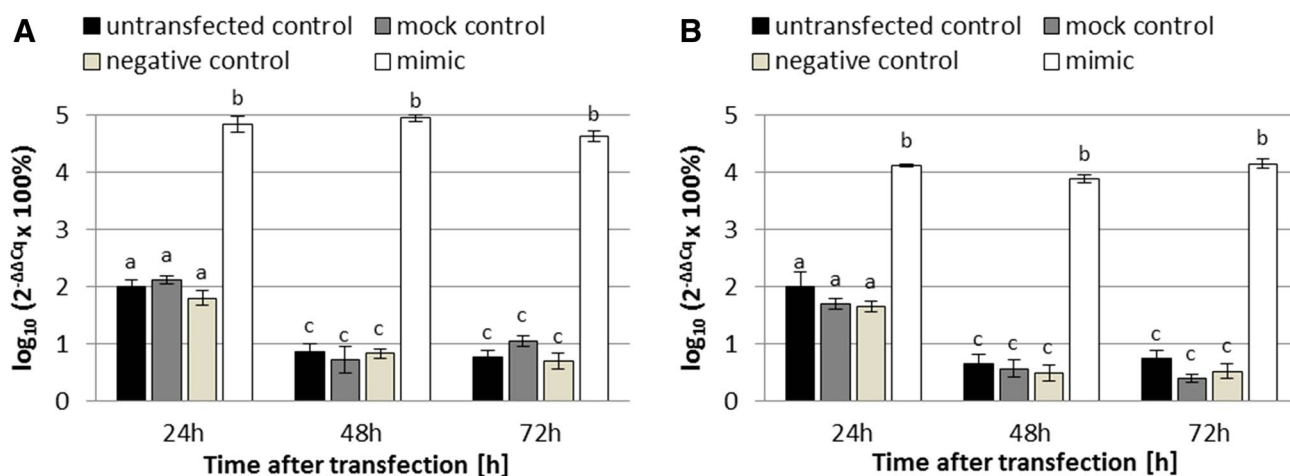 A
untransfected control mock control
negative control mimic
log10 (2-ΔΔCq x 100%)
5
4
3
2
1
0
b b b
a a a
c c c
c c c
24h 48h 72h
Time after transfection [h]
B
untransfected control mock control
negative control mimic
log10 (2-ΔΔCq x 100%)
5
4
3
2
1
0
b b b
a a a
c c c
c c c
24h 48h 72h
Time after transfection [h]